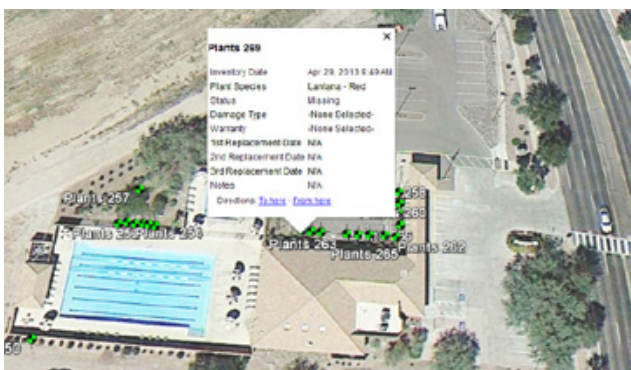 Plants 269
Inventory Date Apr 29, 2013 9:49 AM
Plant Species Lantana - Red
Status Missing
Damage Type -None Selected-
Warranty -None Selected-
1st Replacement Date N/A
2nd Replacement Date N/A
3rd Replacement Date N/A
Notes N/A
Directions: To here - From here
Plants 257
258
260
Plants 263
Plants 265
Plants 262